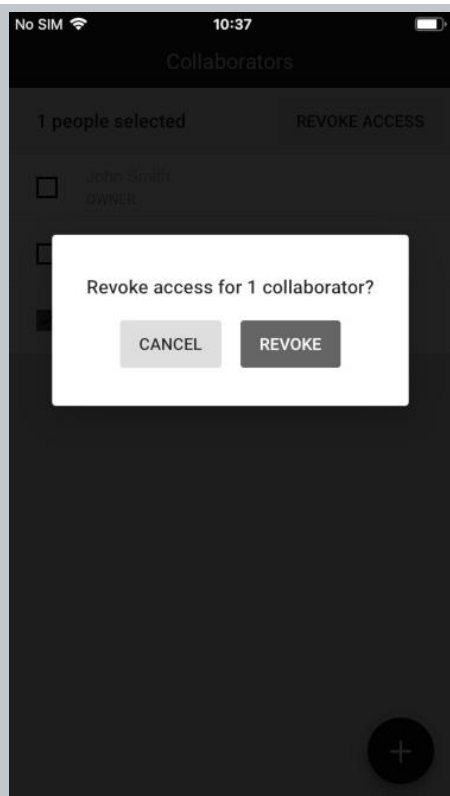 No SIM 10:37
Collaborators
1 people selected REVOKE ACCESS
John Smith
OWNER
Revoke access for 1 collaborator?
CANCEL REVOKE